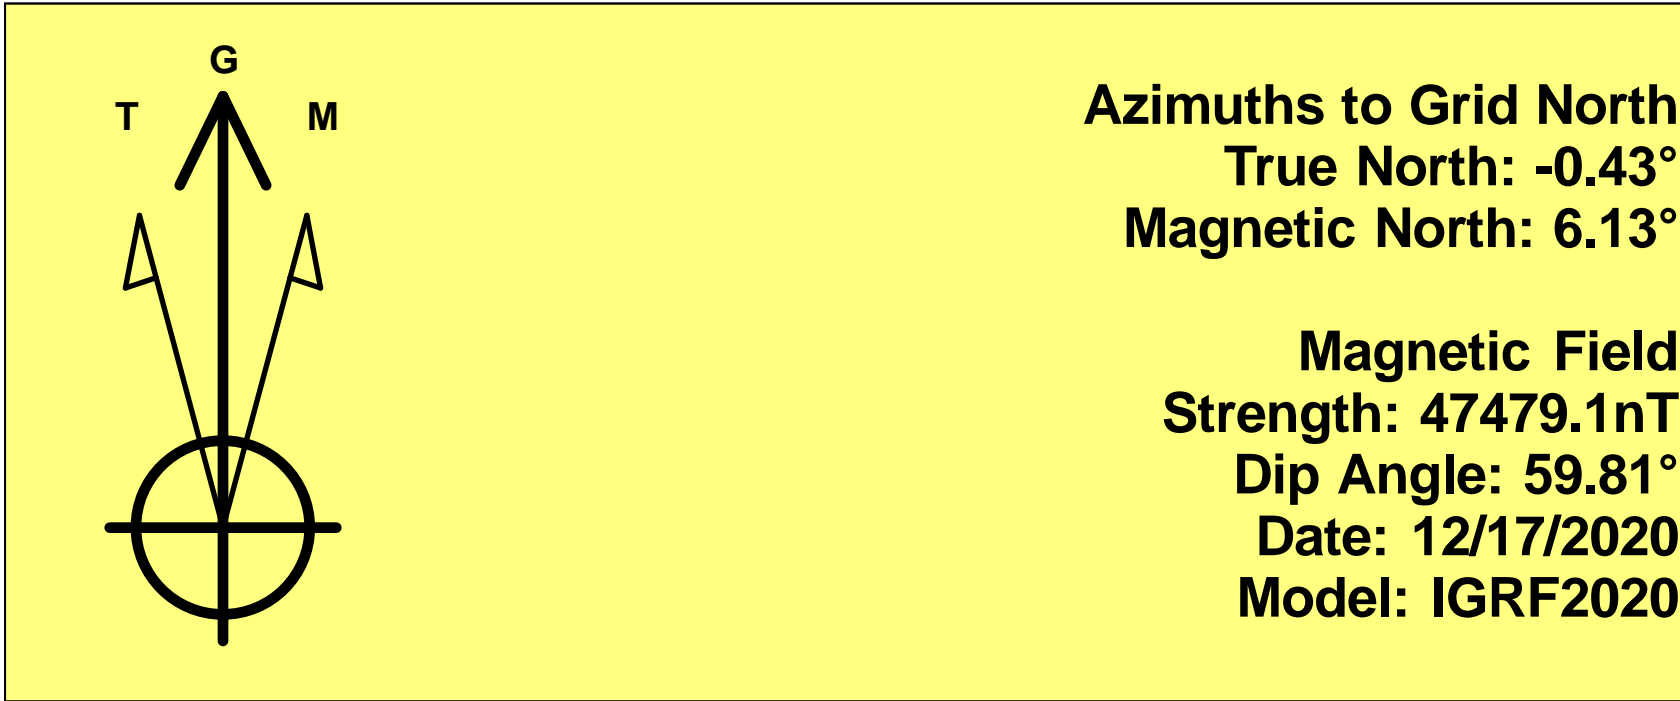 G
T
M
Azimuths to Grid North
True North: -0.43°
Magnetic North: 6.13°
Magnetic Field
Strength: 47479.1nT
Dip Angle: 59.81°
Date: 12/17/2020
Model: IGRF2020